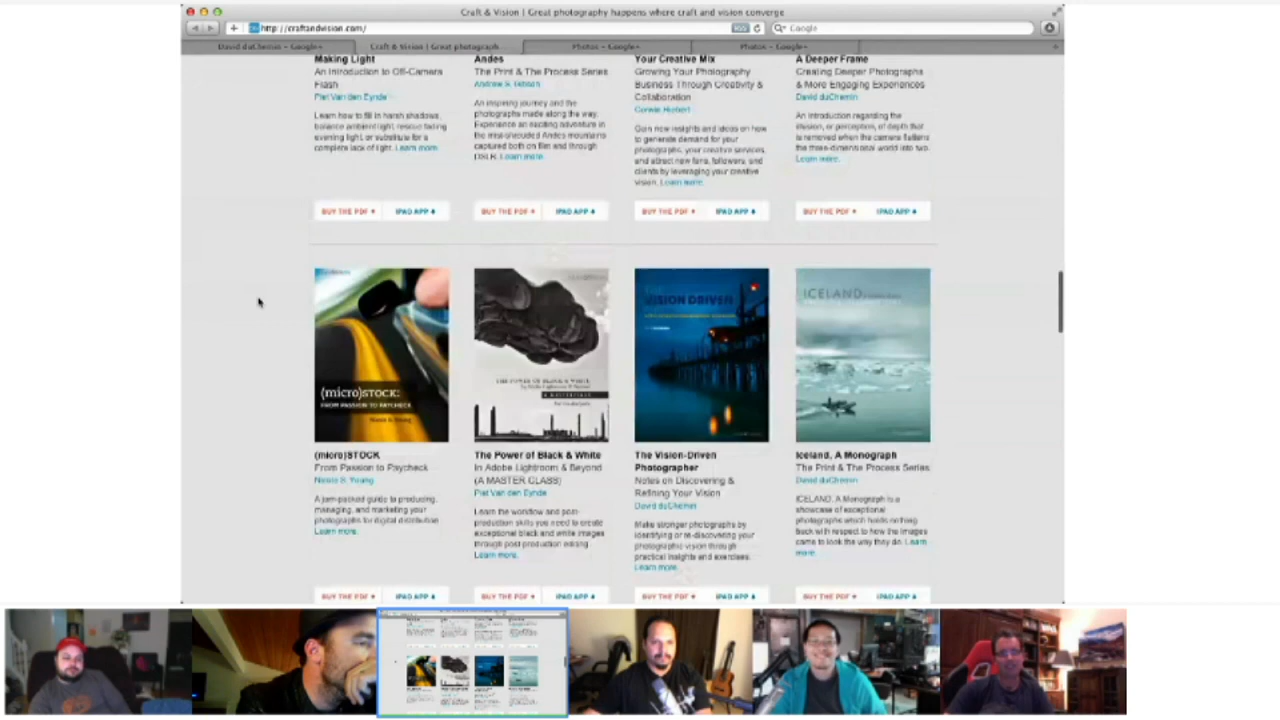 Craft & Vision | Great photography happens where craft and vision converge
http://craftandvision.com/
RSS
Google
David duChemin - Google+
Craft & Vision | Great photograph...
Photos - Google+
Photos - Google+
Making Light
An Introduction to Off-Camera
Flash
Piet Van den Eynde
Learn how to fill in harsh shadows,
balance ambient light, rescue fading
evening light, or substitute for a
complete lack of light. Learn more.
BUY THE PDF
IPAD APP
Andes
The Print & The Process Series
Andrew S. Gibson
An inspiring journey and the
photographs made along the way.
Experience an exciting adventure in
the mist-shrouded Andes mountains
captured both on film and through
DSLR. Learn more.
BUY THE PDF
IPAD APP
Your Creative Mix
Growing Your Photography
Business Through Creativity &
Collaboration
Corwin Hiebert
Gain new insights and ideas on how
to generate demand for your
photographs, your creative services,
and attract new fans, followers, and
clients by leveraging your creative
vision. Learn more.
BUY THE PDF
IPAD APP
A Deeper Frame
Creating Deeper Photographs
& More Engaging Experiences
David duChemin
An introduction regarding the
illusion, or perception, of depth that
is removed when the camera flattens
the three-dimensional world into two.
Learn more.
BUY THE PDF
IPAD APP
(micro)STOCK:
FROM PASSION TO PAYCHECK
Nicole S. Young
(micro)STOCK
From Passion to Paycheck
Nicole S. Young
A jam-packed guide to producing,
managing, and marketing your
photographs for digital distribution.
Learn more.
BUY THE PDF
IPAD APP
THE POWER OF BLACK & WHITE
The Power of Black & White
In Adobe Lightroom & Beyond
(A MASTER CLASS)
Piet Van den Eynde
Learn the workflow and post-
production skills you need to create
exceptional black and white images
through post production editing.
Learn more.
BUY THE PDF
IPAD APP
THE
VISION DRIVEN
The Vision-Driven
Photographer
Notes on Discovering &
Refining Your Vision
David duChemin
Make stronger photographs by
identifying or re-discovering your
photographic vision through
practical insights and exercises.
Learn more.
BUY THE PDF
IPAD APP
ICELAND
Iceland, A Monograph
The Print & The Process Series
David duChemin
ICELAND, A Monograph is a
showcase of exceptional
photographs which holds nothing
back with respect to how the images
came to look the way they do. Learn
more.
BUY THE PDF
IPAD APP